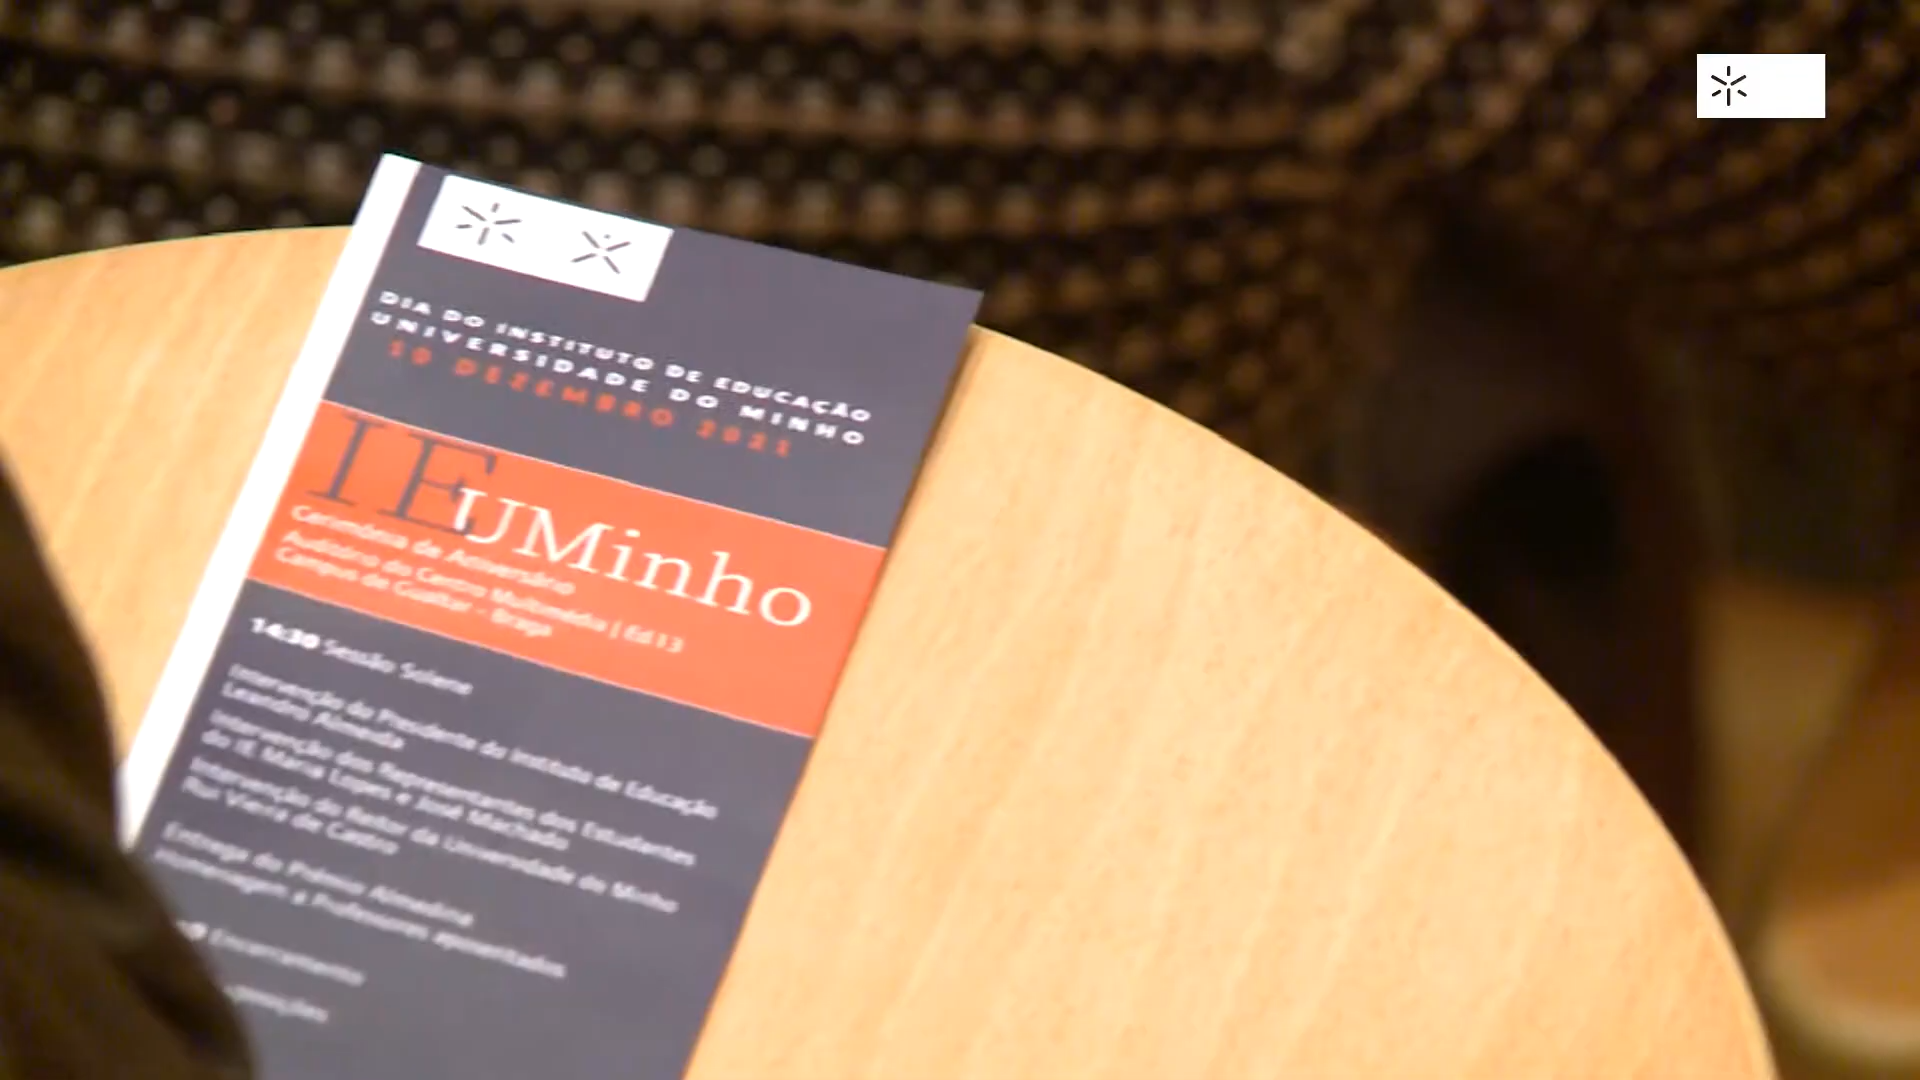 DIA DO INSTITUTO DE EDUCAÇÃO
UNIVERSIDADE DO MINHO
10 DEZEMBRO 2021
IEUMinho
Cerimónia de Aniversário
Auditório do Centro Multimédia | Ed 13
Campus de Gualtar - Braga
14:30 Sessão Solene
Intervenção do Presidente do Instituto de Educação
Leandro Almeida
Intervenção dos Representantes dos Estudantes
do IE Maria Lopes e José Machado
Intervenção do Reitor da Universidade do Minho
Rui Vieira de Castro
Entrega do Prémio Almedina
Homenagem a Professores aposentados
Encerramento